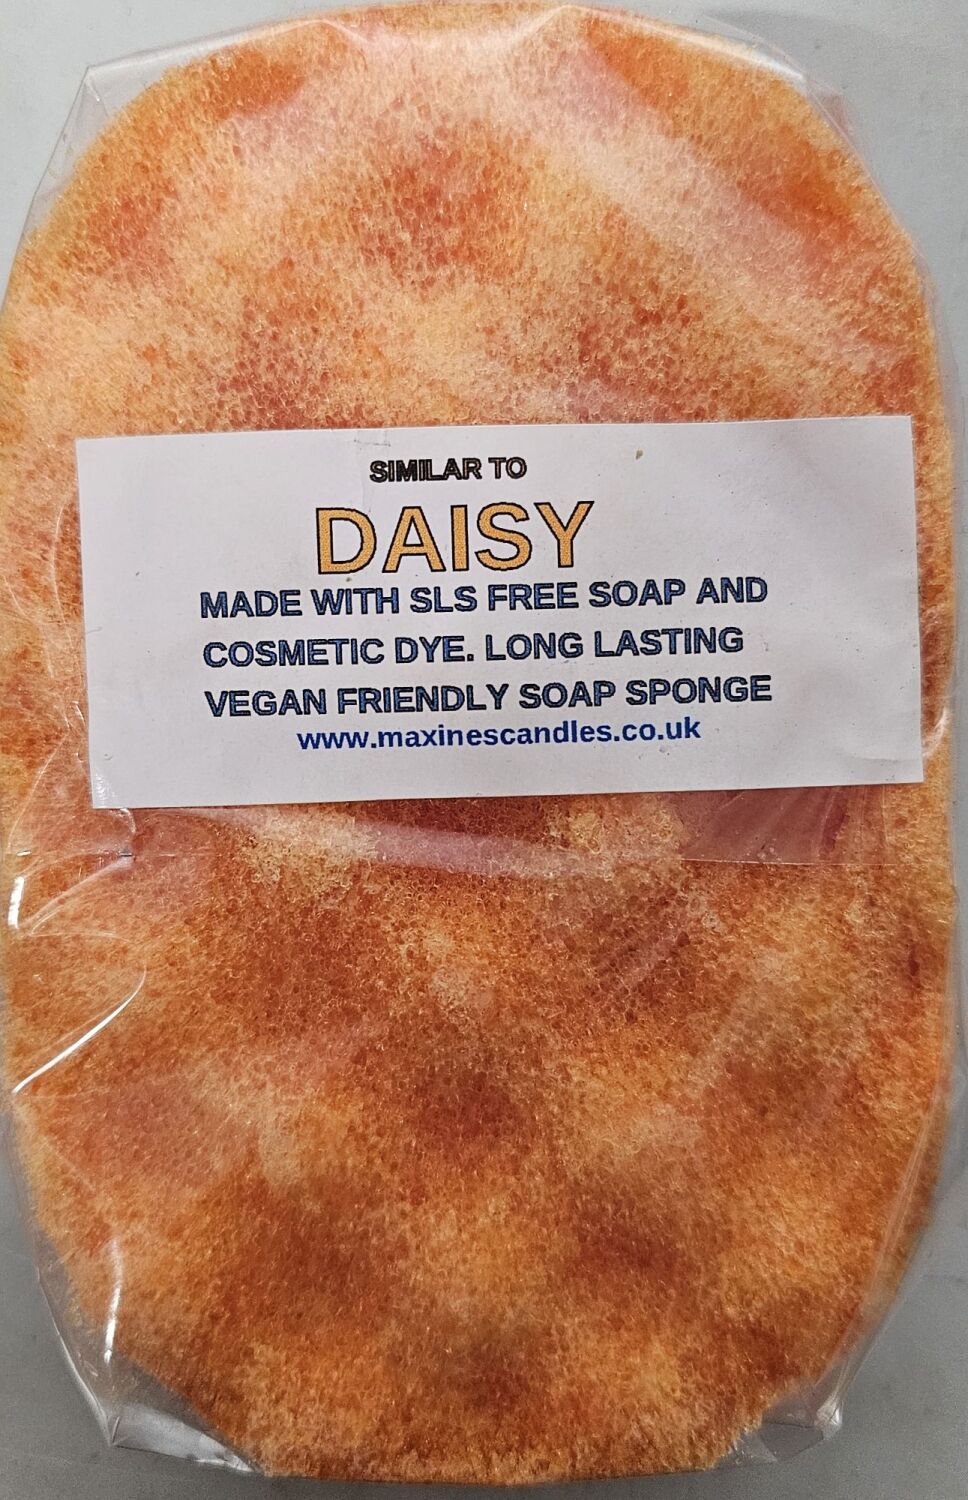 SIMILAR TO
DAISY
MADE WITH SLS FREE SOAP AND
COSMETIC DYE. LONG LASTING
VEGAN FRIENDLY SOAP SPONGE
www.maxinescandles.co.uk